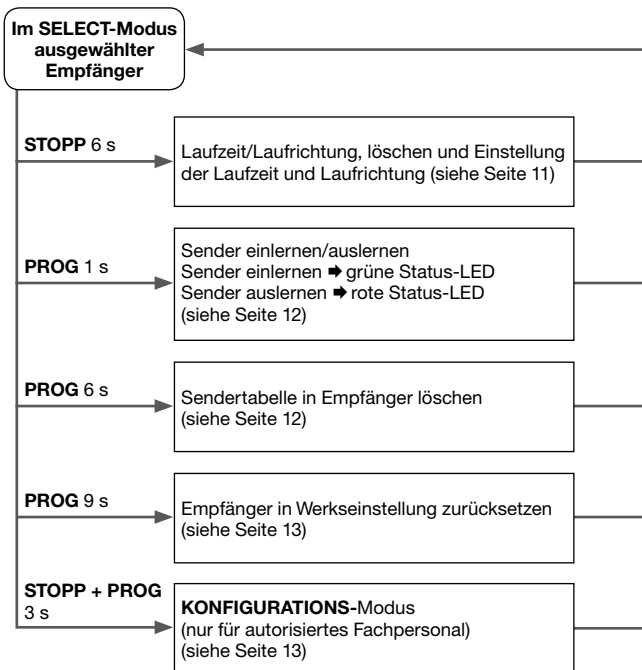 Im SELECT-Modus
ausgewählter
Empfänger
STOPP 6 s
Laufzeit/Laufrichtung, löschen und Einstellung
der Laufzeit und Laufrichtung (siehe Seite 11)
PROG 1 s
Sender einlernen/auslernen
Sender einlernen ➡ grüne Status-LED
Sender auslernen ➡ rote Status-LED
(siehe Seite 12)
PROG 6 s
Sendertabelle in Empfänger löschen
(siehe Seite 12)
PROG 9 s
Empfänger in Werkseinstellung zurücksetzen
(siehe Seite 13)
STOPP + PROG
3 s
KONFIGURATIONS-Modus
(nur für autorisiertes Fachpersonal)
(siehe Seite 13)